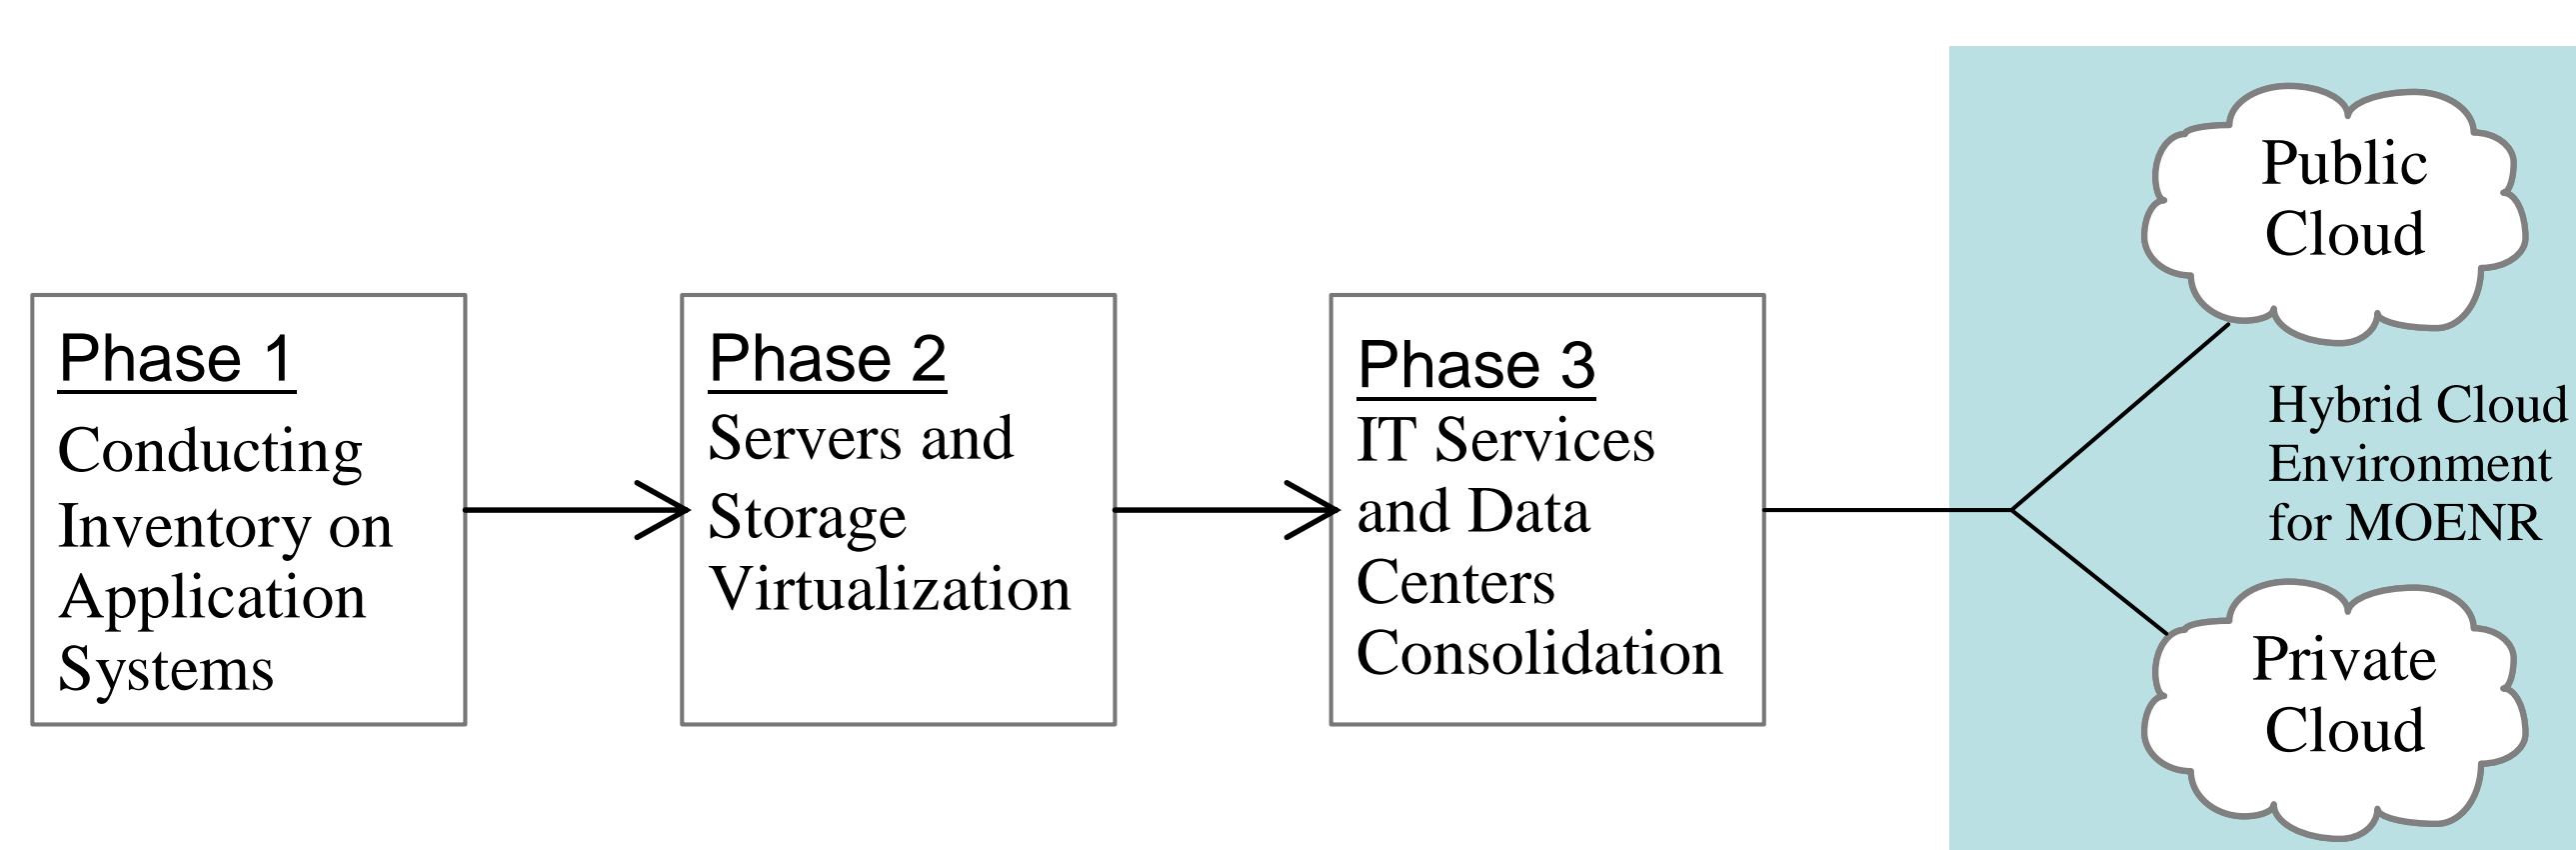 Phase 1
Conducting
Inventory on
Application
Systems
Phase 2
Servers and
Storage
Virtualization
Phase 3
IT Services
and Data
Centers
Consolidation
Public
Cloud
Hybrid Cloud
Environment
for MOENR
Private
Cloud